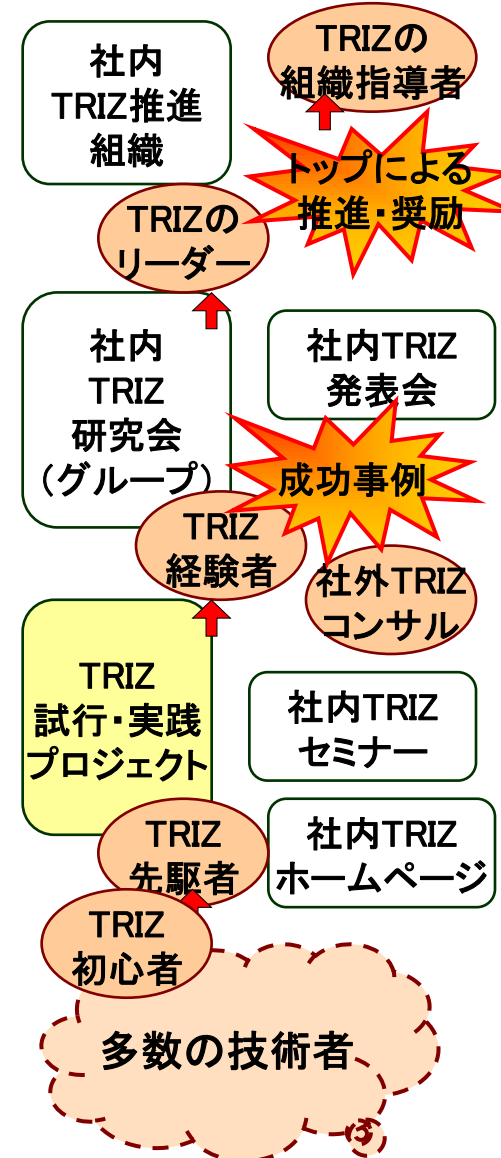 社内
TRIZ推進
組織
TRIZの
組織指導者
トップによる
推進・奨励
TRIZの
リーダー
社内
TRIZ
研究会
(グループ)
社内TRIZ
発表会
成功事例
TRIZ
経験者
社外TRIZ
コンサル
TRIZ
試行・実践
プロジェクト
社内TRIZ
セミナー
TRIZ
先駆者
社内TRIZ
ホームページ
TRIZ
初心者
多数の技術者